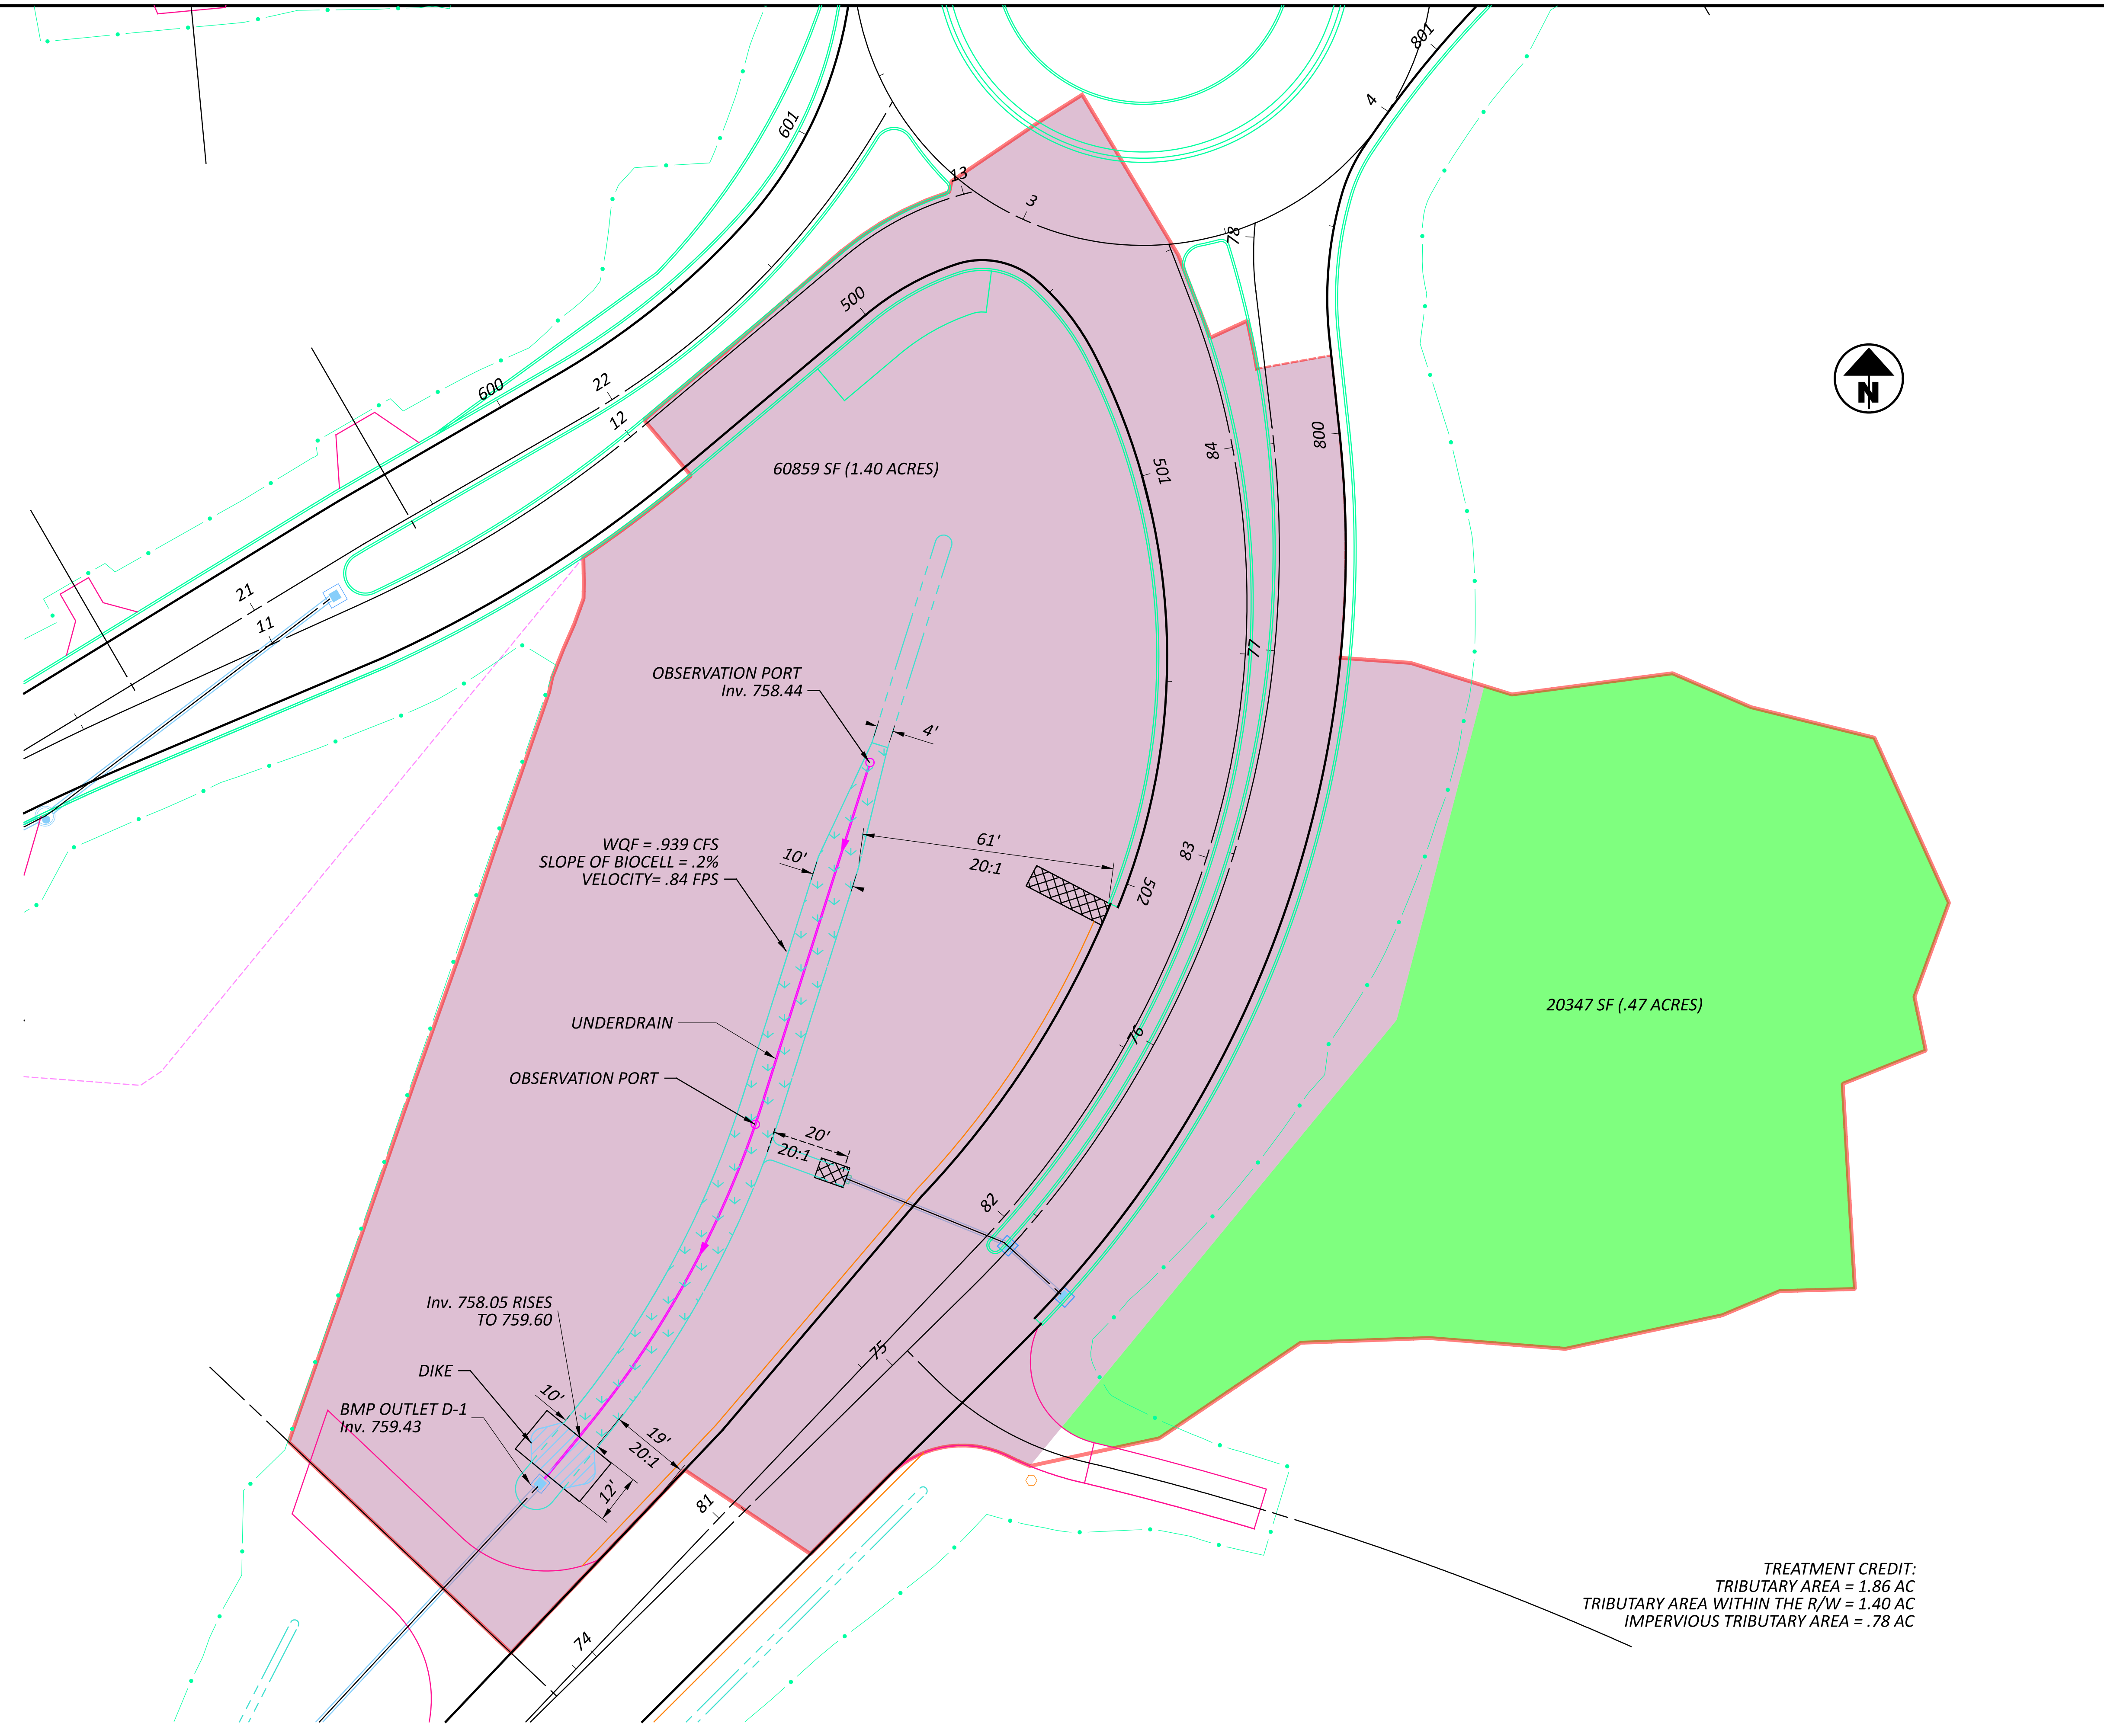 801
4
601
13
3
78
500
600
22
12
800
84
501
60859 SF (1.40 ACRES)
N
21
11
77
OBSERVATION PORT
Inv. 758.44
4'
61'
20:1
10'
WQF = .939 CFS
SLOPE OF BIOCELL = .2%
VELOCITY= .84 FPS
83
502
20347 SF (.47 ACRES)
UNDERDRAIN
76
OBSERVATION PORT
20'
20:1
82
Inv. 758.05 RISES
TO 759.60
75
DIKE
10'
BMP OUTLET D-1
Inv. 759.43
19'
20:1
12'
81
74
TREATMENT CREDIT:
TRIBUTARY AREA = 1.86 AC
TRIBUTARY AREA WITHIN THE R/W = 1.40 AC
IMPERVIOUS TRIBUTARY AREA = .78 AC